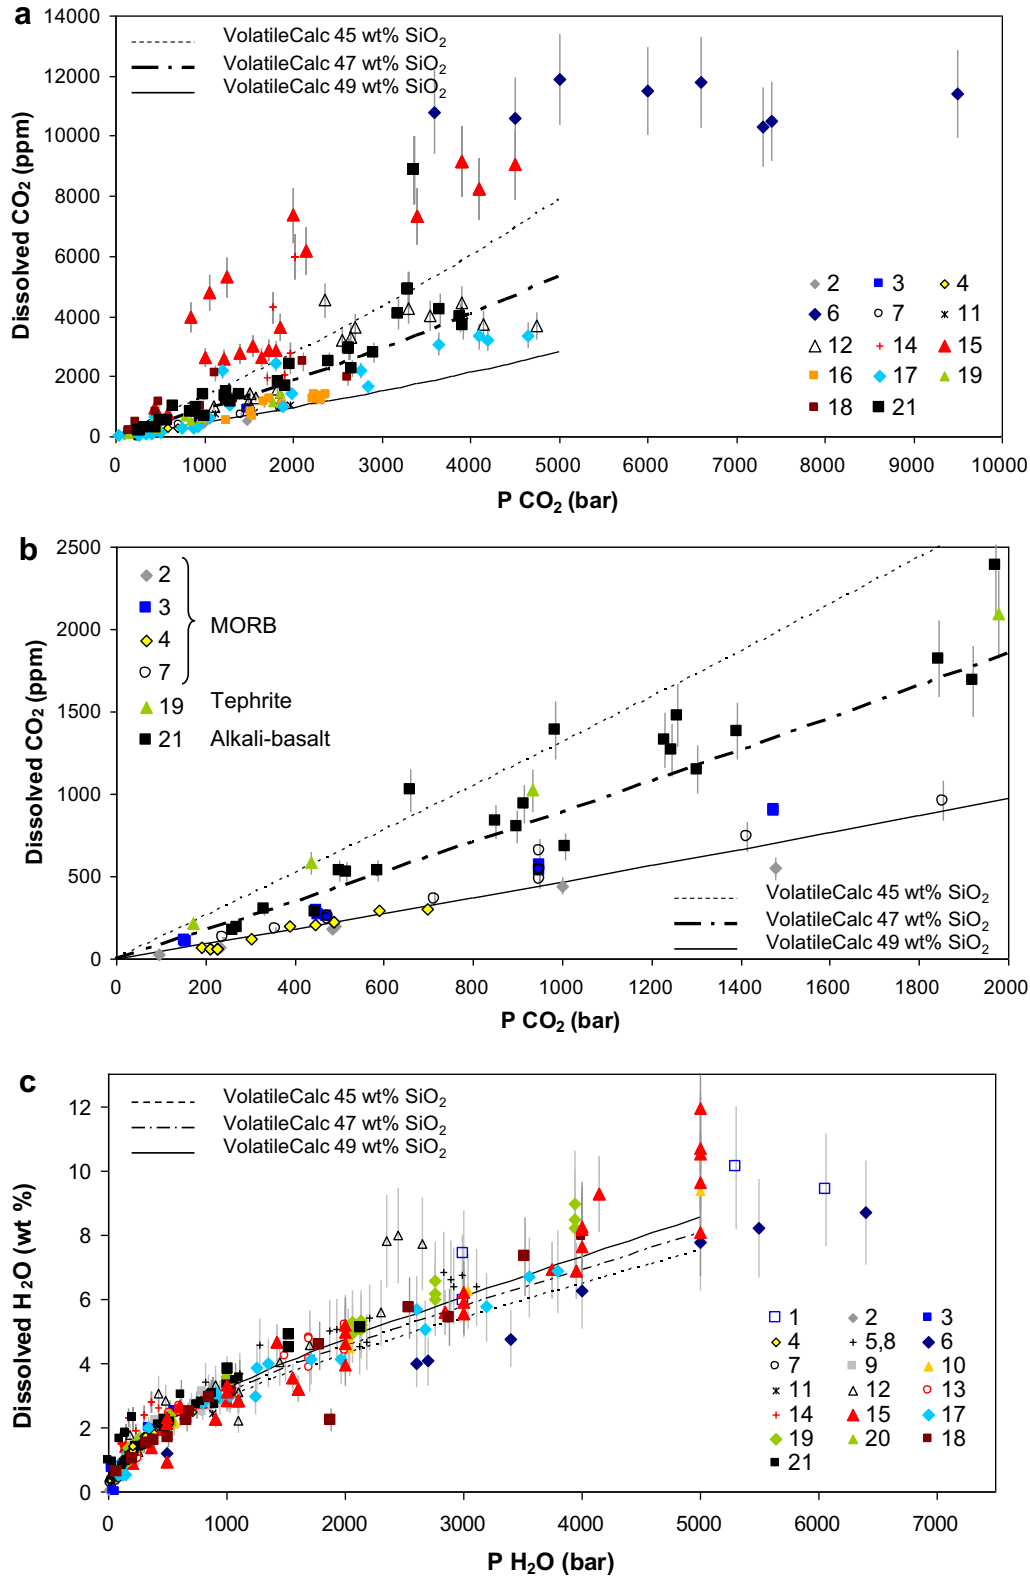 a
VolatileCalc 45 wt% SiO₂
VolatileCalc 47 wt% SiO₂
VolatileCalc 49 wt% SiO₂
14000
12000
10000
8000
6000
4000
2000
0
Dissolved CO₂ (ppm)
2 3 4
6 7 11
12 14 15
16 17 19
18 21
0 1000 2000 3000 4000 5000 6000 7000 8000 9000 10000
P CO₂ (bar)
b
2500
2000
1500
1000
500
0
Dissolved CO₂ (ppm)
2
3
4
7
MORB
19 Tephrite
21 Alkali-basalt
VolatileCalc 45 wt% SiO₂
VolatileCalc 47 wt% SiO₂
VolatileCalc 49 wt% SiO₂
0 200 400 600 800 1000 1200 1400 1600 1800 2000
P CO₂ (bar)
c
VolatileCalc 45 wt% SiO₂
VolatileCalc 47 wt% SiO₂
VolatileCalc 49 wt% SiO₂
12
10
8
6
4
2
0
Dissolved H₂O (wt %)
1 2 3
4 5,8 6
7 9 10
11 12 13
14 15 17
19 20 18
21
0 1000 2000 3000 4000 5000 6000 7000
P H₂O (bar)